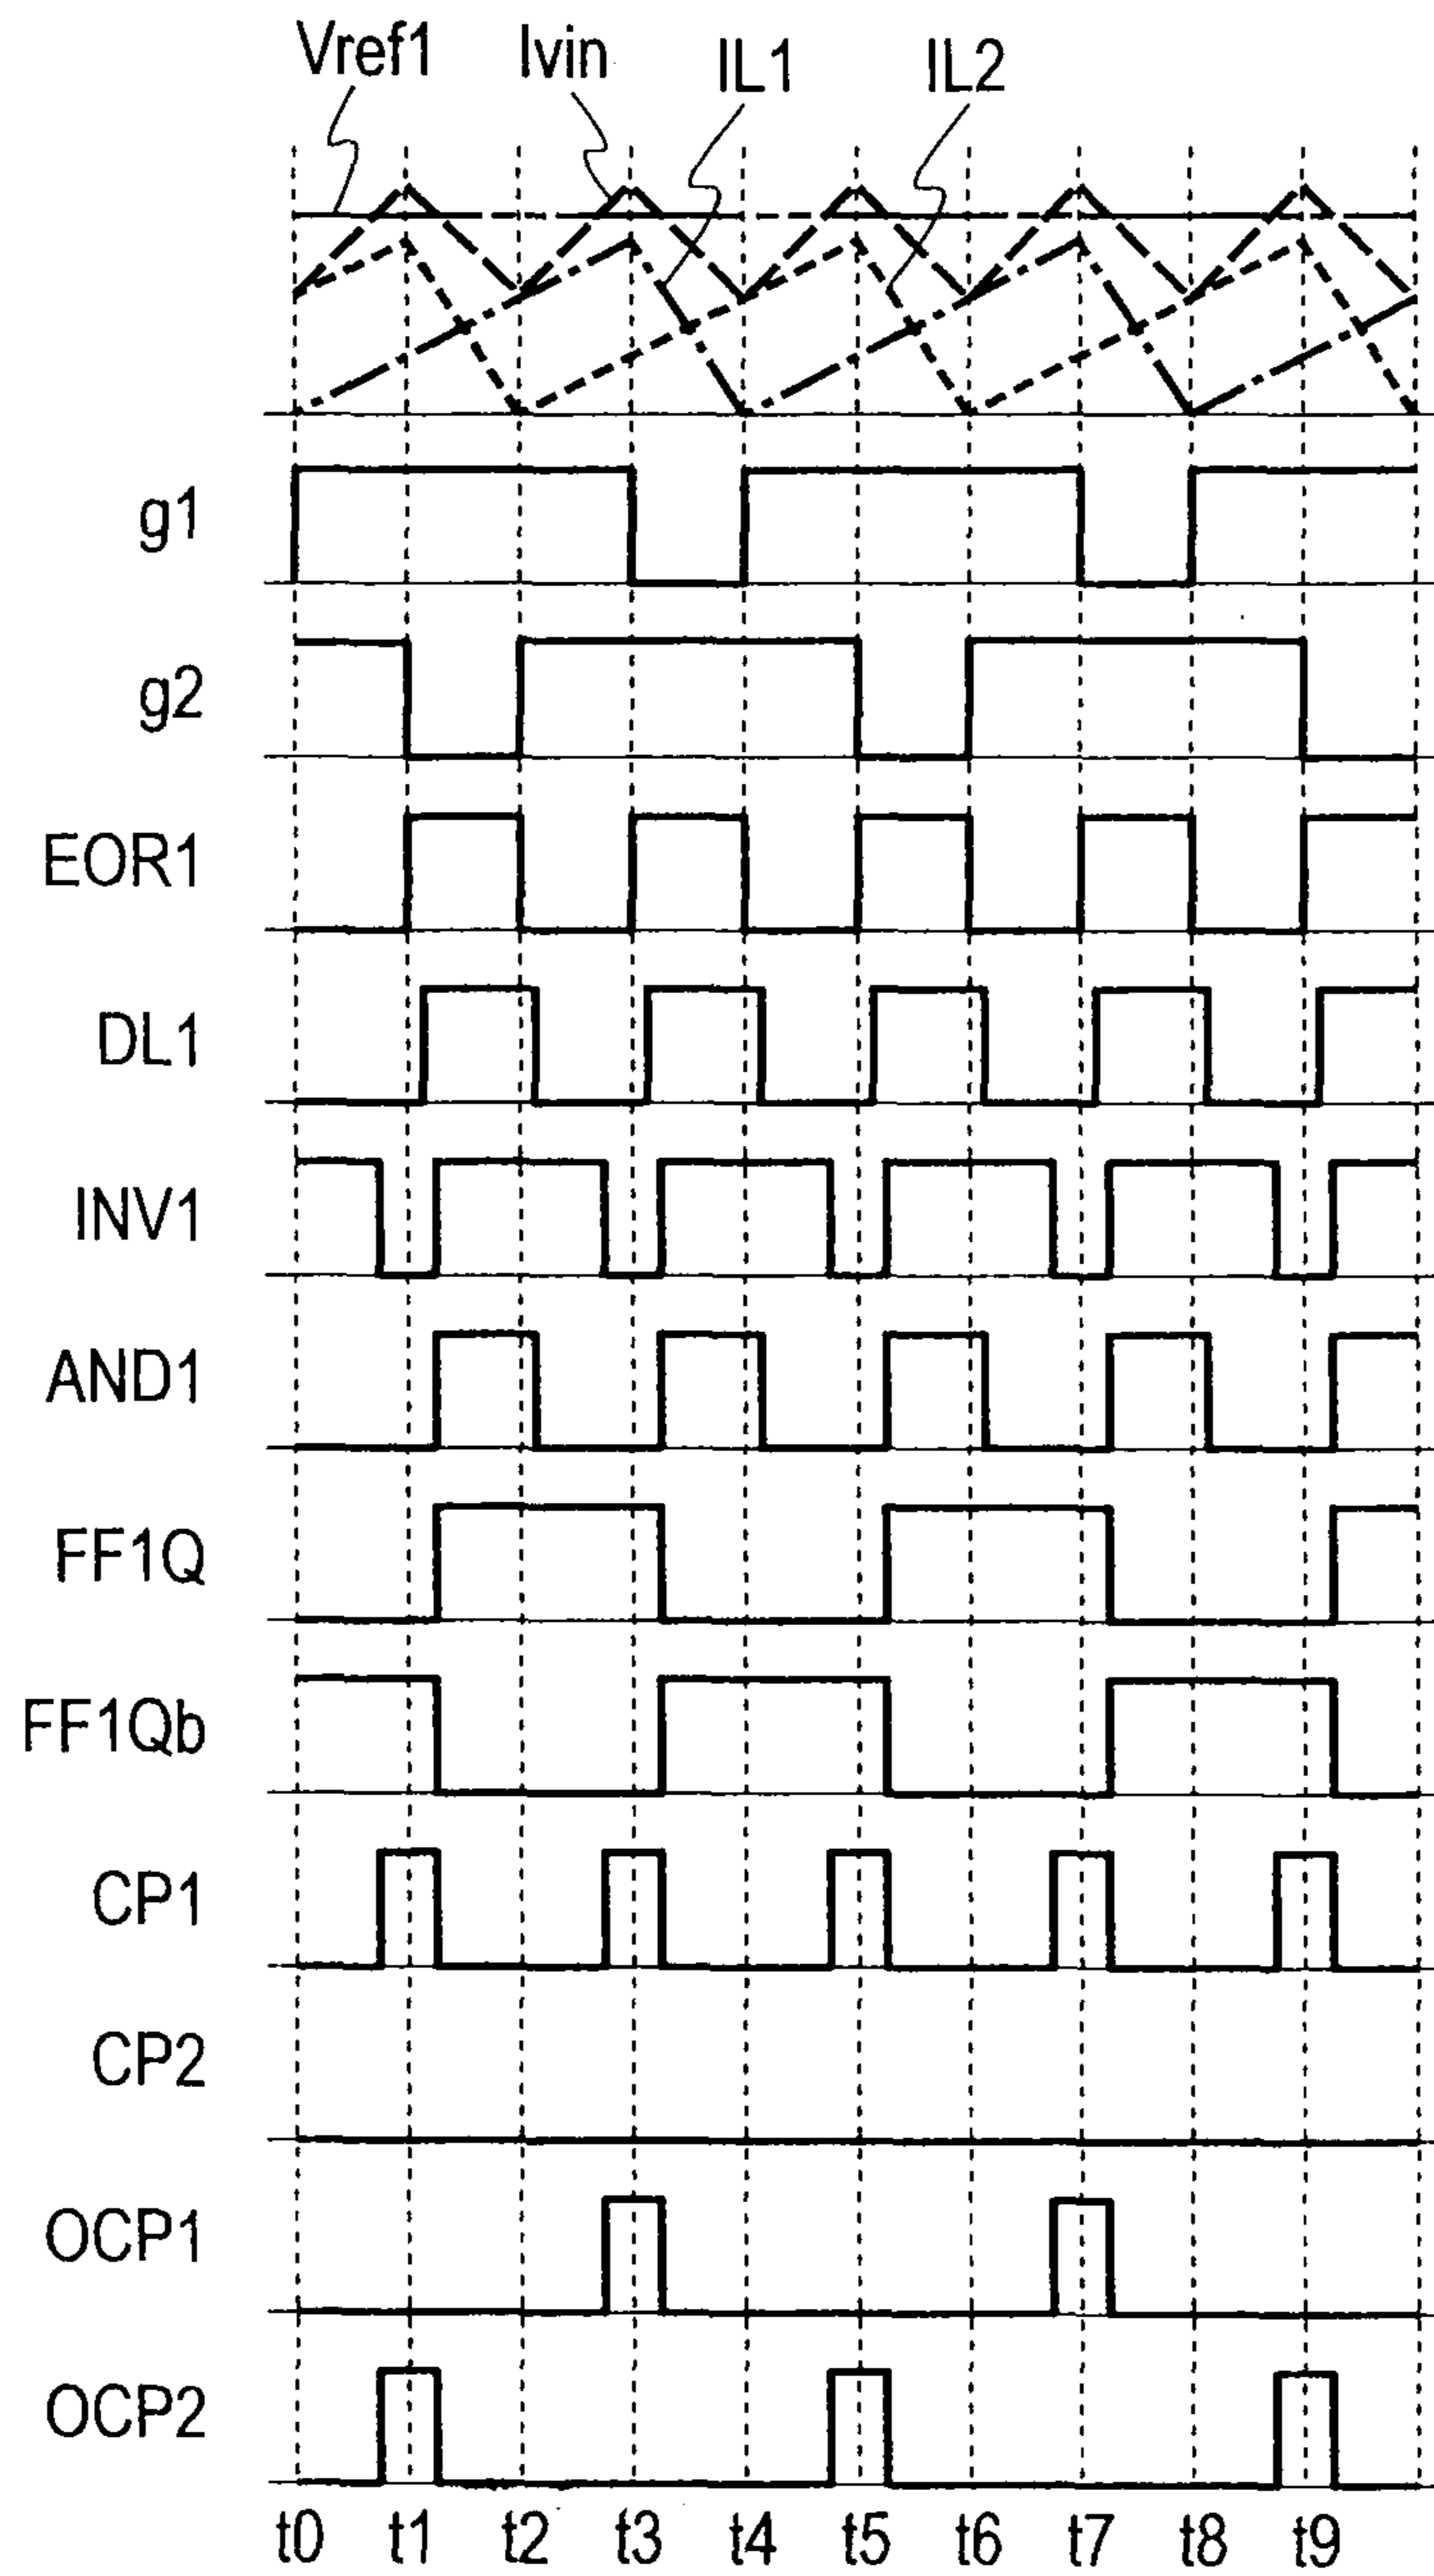 Vref1 Ivin IL1 IL2
g1
g2
EOR1
DL1
INV1
AND1
FF1Q
FF1Qb
CP1
CP2
OCP1
OCP2
t0 t1 t2 t3 t4 t5 t6 t7 t8 t9